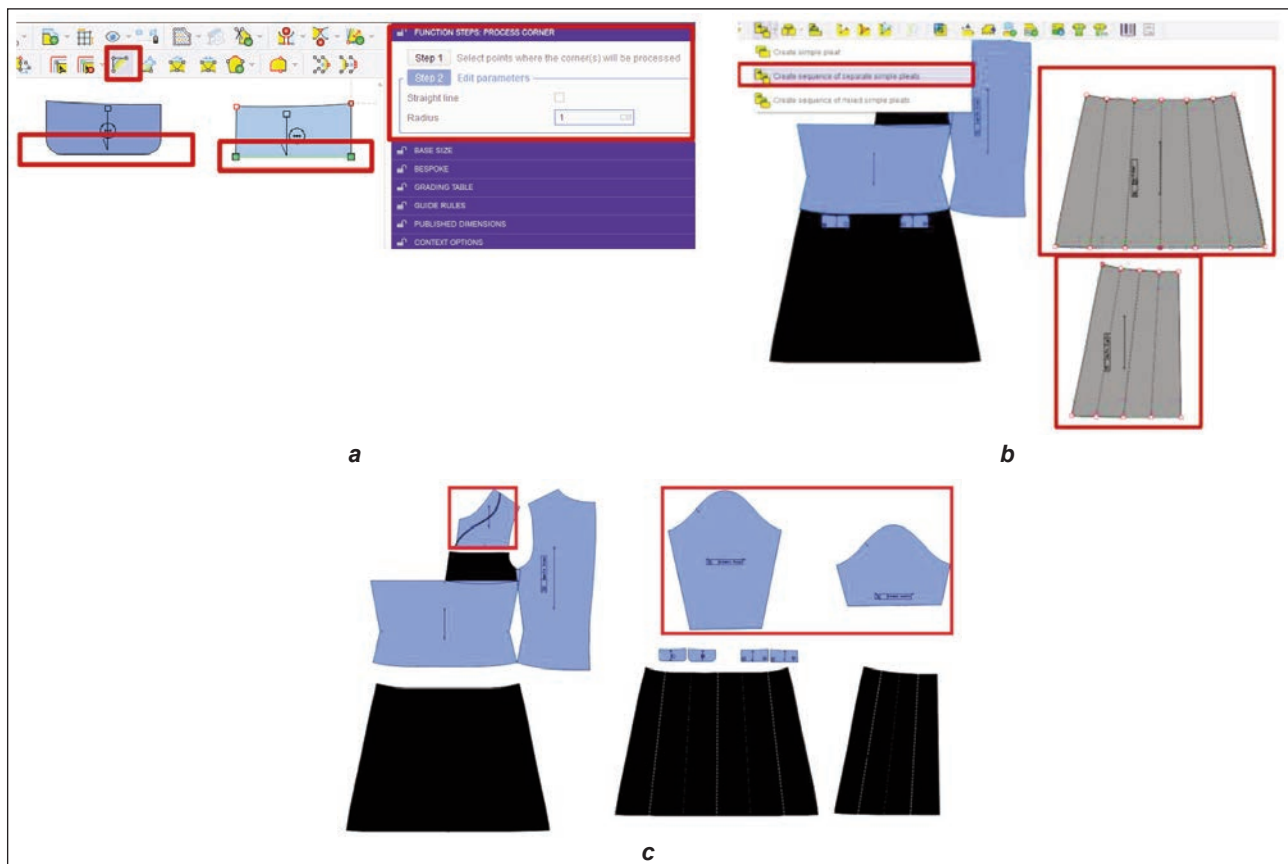 FUNCTION STEPS: PROCESS CORNER
Step 1 Select points where the corner(s) will be processed
Step 2 Edit parameters
Straight line
Radius 1 CM
BASE SIZE
BESPOKE
GRADING TABLE
GUIDE RULES
PUBLISHED DIMENSIONS
CONTEXT OPTIONS
Create simple pleat
Create sequence of separate simple pleats
Create sequence of mixed simple pleats
a
b
c